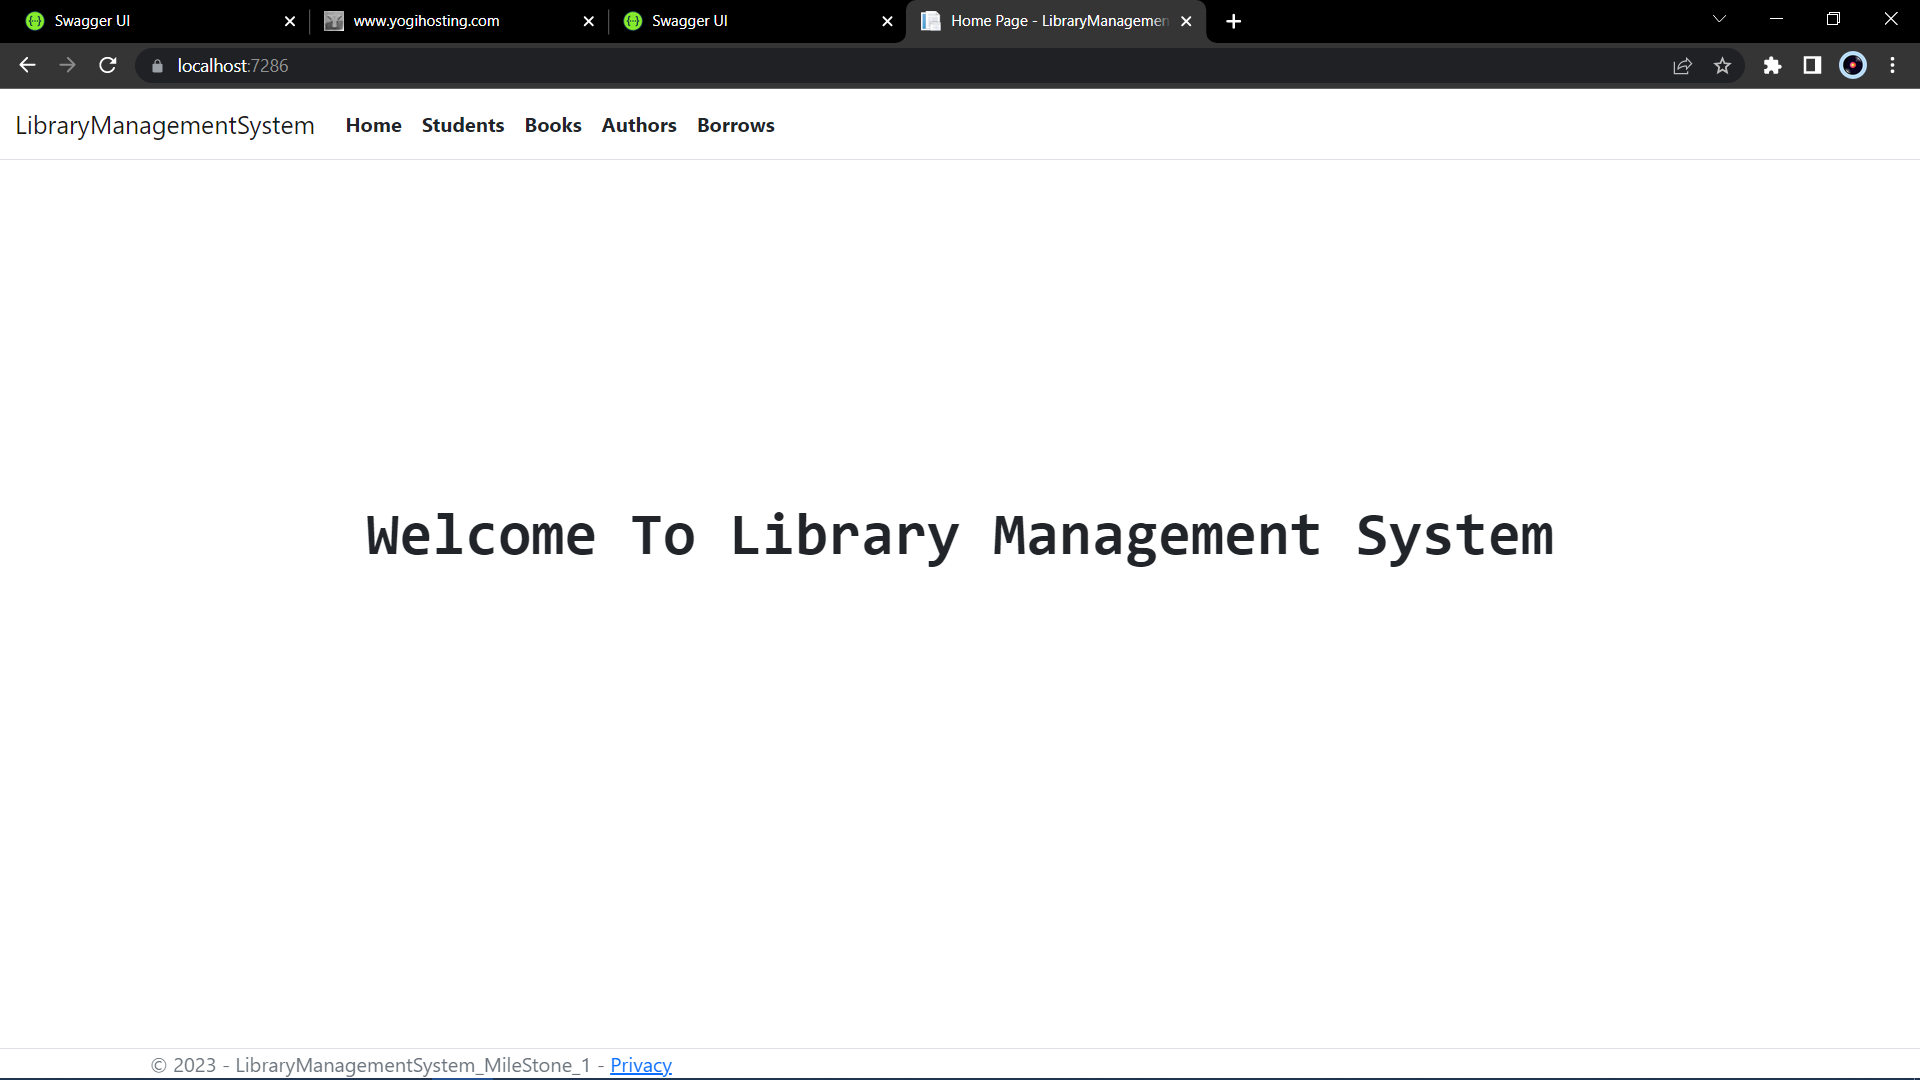 Swagger UI
www.yogihosting.com
Swagger UI
Home Page - LibraryManagemen
localhost:7286
LibraryManagementSystem Home Students Books Authors Borrows
Welcome To Library Management System
© 2023 - LibraryManagementSystem_MileStone_1 - Privacy